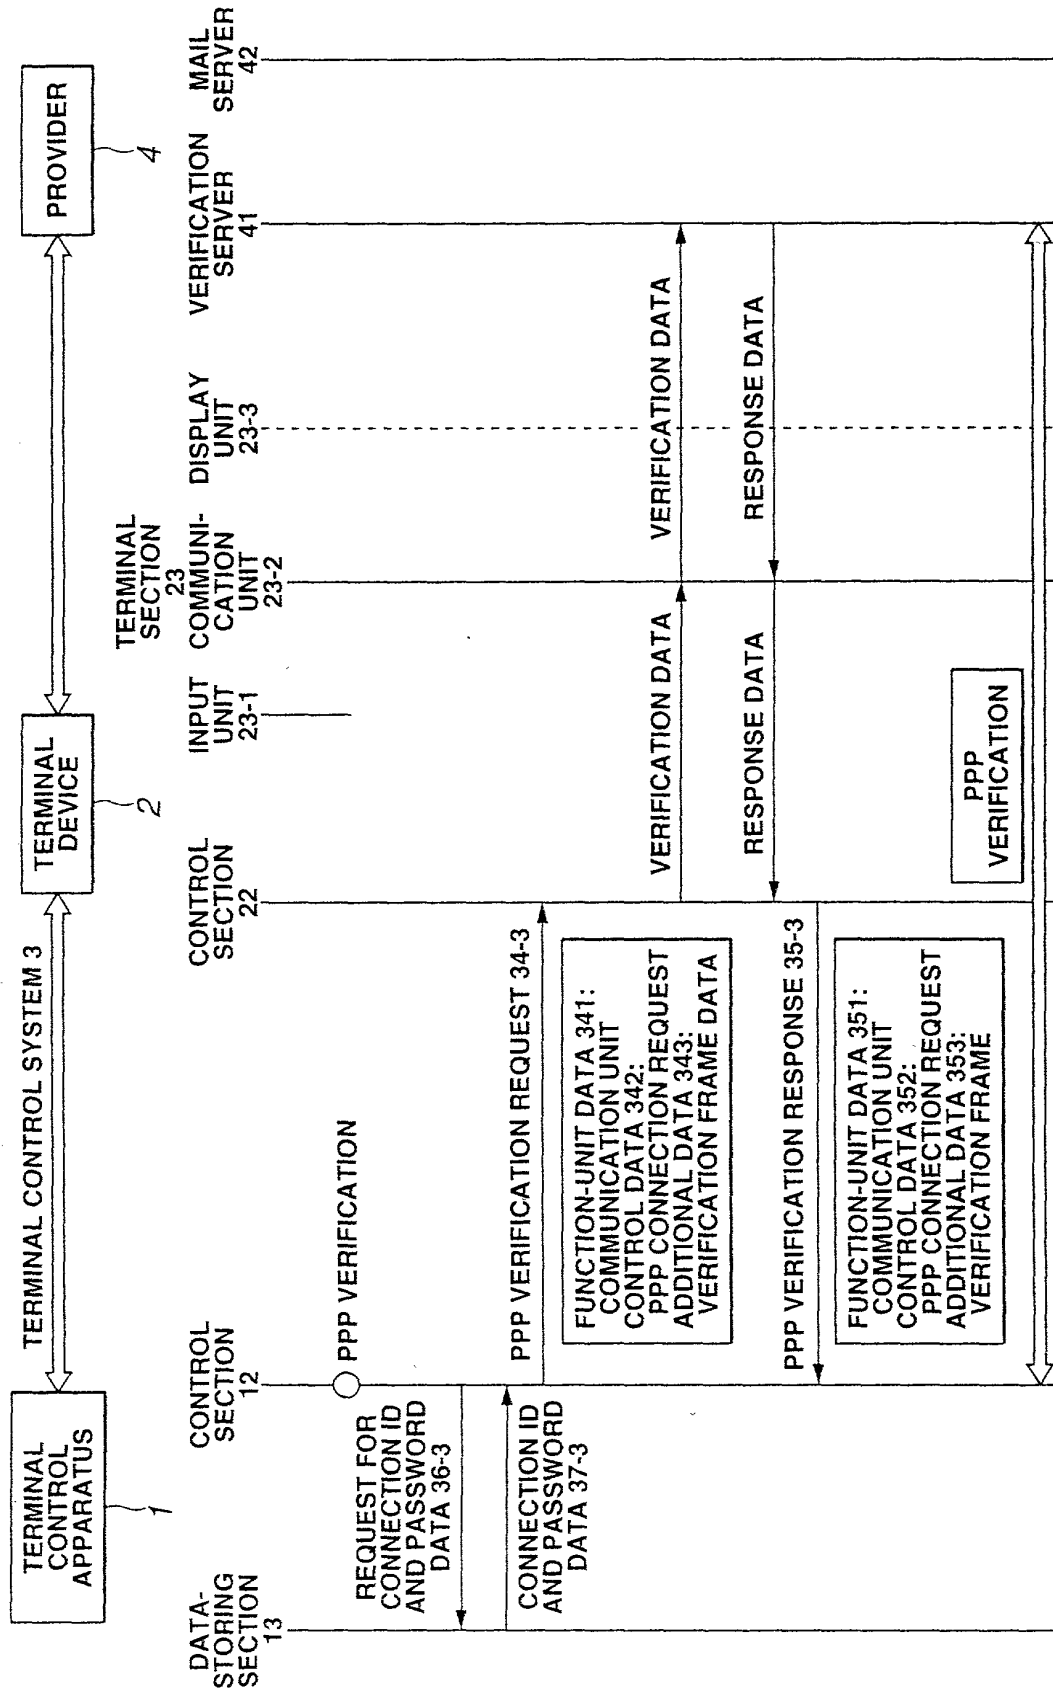 TERMINAL
CONTROL
APPARATUS
1
TERMINAL CONTROL SYSTEM 3
TERMINAL
DEVICE
2
PROVIDER
4
DATA-
STORING
SECTION
13
CONTROL
SECTION
12
CONTROL
SECTION
22
TERMINAL
SECTION
23
INPUT
UNIT
23-1
COMMUNI-
CATION
UNIT
23-2
DISPLAY
UNIT
23-3
VERIFICATION
SERVER
41
MAIL
SERVER
42
PPP VERIFICATION
REQUEST FOR
CONNECTION ID
AND PASSWORD
DATA 36-3
CONNECTION ID
AND PASSWORD
DATA 37-3
PPP VERIFICATION REQUEST 34-3
FUNCTION-UNIT DATA 341:
COMMUNICATION UNIT
CONTROL DATA 342:
PPP CONNECTION REQUEST
ADDITIONAL DATA 343:
VERIFICATION FRAME DATA
VERIFICATION DATA
VERIFICATION DATA
RESPONSE DATA
RESPONSE DATA
PPP VERIFICATION RESPONSE 35-3
FUNCTION-UNIT DATA 351:
COMMUNICATION UNIT
CONTROL DATA 352:
PPP CONNECTION REQUEST
ADDITIONAL DATA 353:
VERIFICATION FRAME
PPP
VERIFICATION